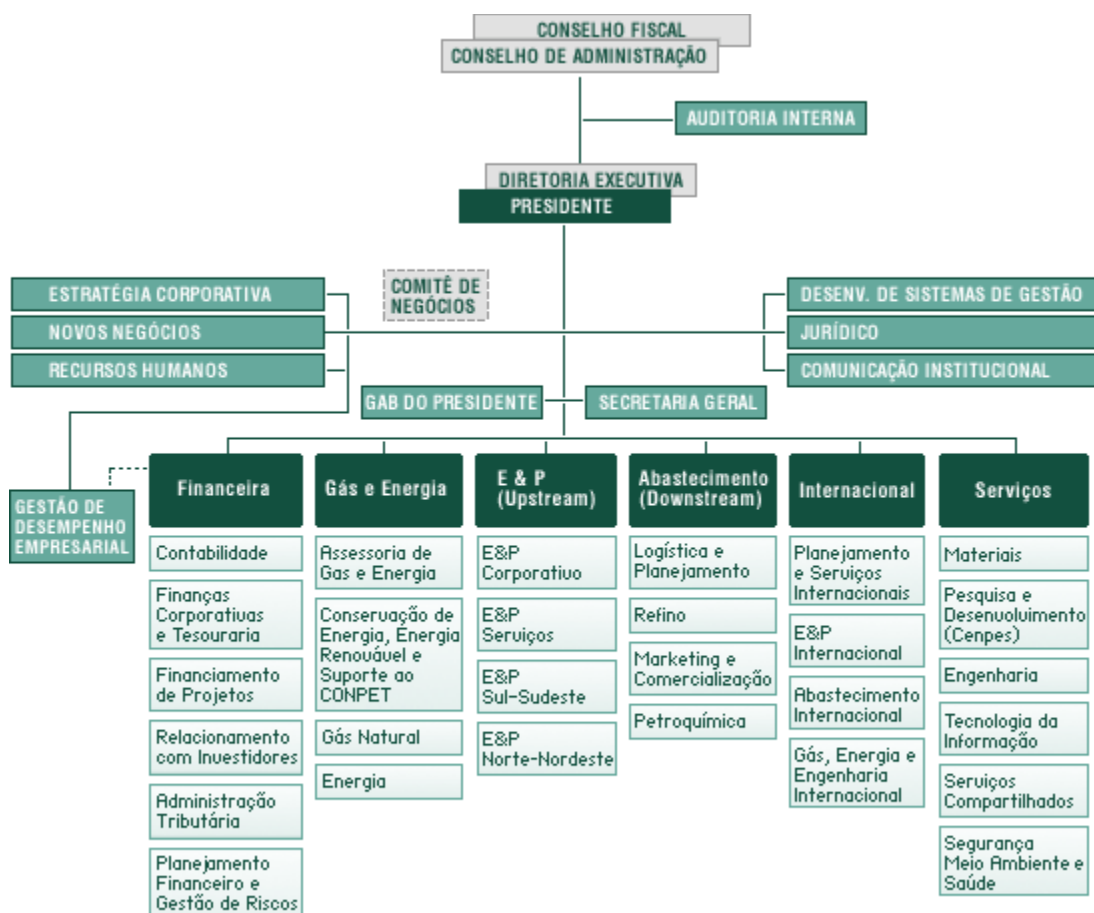 CONSELHO FISCAL
CONSELHO DE ADMINISTRAÇÃO
AUDITORIA INTERNA
DIRETORIA EXECUTIVA
PRESIDENTE
COMITÊ DE
NEGÓCIOS
ESTRATÉGIA CORPORATIVA
NOVOS NEGÓCIOS
RECURSOS HUMANOS
DESENV. DE SISTEMAS DE GESTÃO
JURÍDICO
COMUNICAÇÃO INSTITUCIONAL
GAB DO PRESIDENTE
SECRETARIA GERAL
GESTÃO DE
DESEMPENHO
EMPRESARIAL
Financeira
Contabilidade
Finanças
Corporativas
e Tesouraria
Financiamento
de Projetos
Relacionamento
com Investidores
Administração
Tributária
Planejamento
Financeiro e
Gestão de Riscos
Gás e Energia
Assessoria de
Gas e Energia
Conservação de
Energia, Energia
Renovável e
Suporte ao
CONPET
Gás Natural
Energia
E & P
(Upstream)
E&P
Corporativo
E&P
Serviços
E&P
Sul-Sudeste
E&P
Norte-Nordeste
Abastecimento
(Downstream)
Logística e
Planejamento
Refino
Marketing e
Comercialização
Petroquímica
Internacional
Planejamento
e Serviços
Internacionais
E&P
Internacional
Abastecimento
Internacional
Gás, Energia e
Engenharia
Internacional
Serviços
Materiais
Pesquisa e
Desenvolvimento
(Cenpes)
Engenharia
Tecnologia da
Informação
Serviços
Compartilhados
Segurança
Meio Ambiente e
Saúde